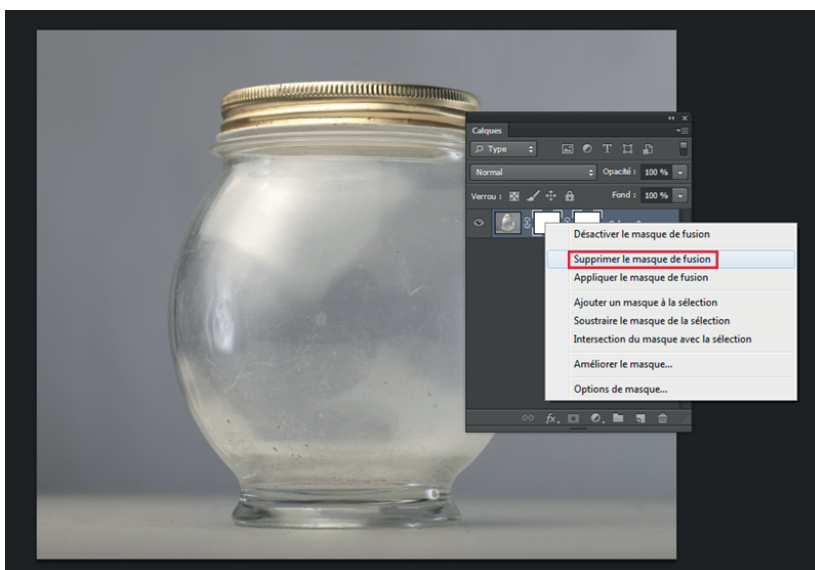 Calques
Type
Normal
Opacité : 100 %
Verrou :
Fond : 100 %
Désactiver le masque de fusion
Supprimer le masque de fusion
Appliquer le masque de fusion
Ajouter un masque à la sélection
Soustraire le masque de la sélection
Intersection du masque avec la sélection
Améliorer le masque...
Options de masque...
fx